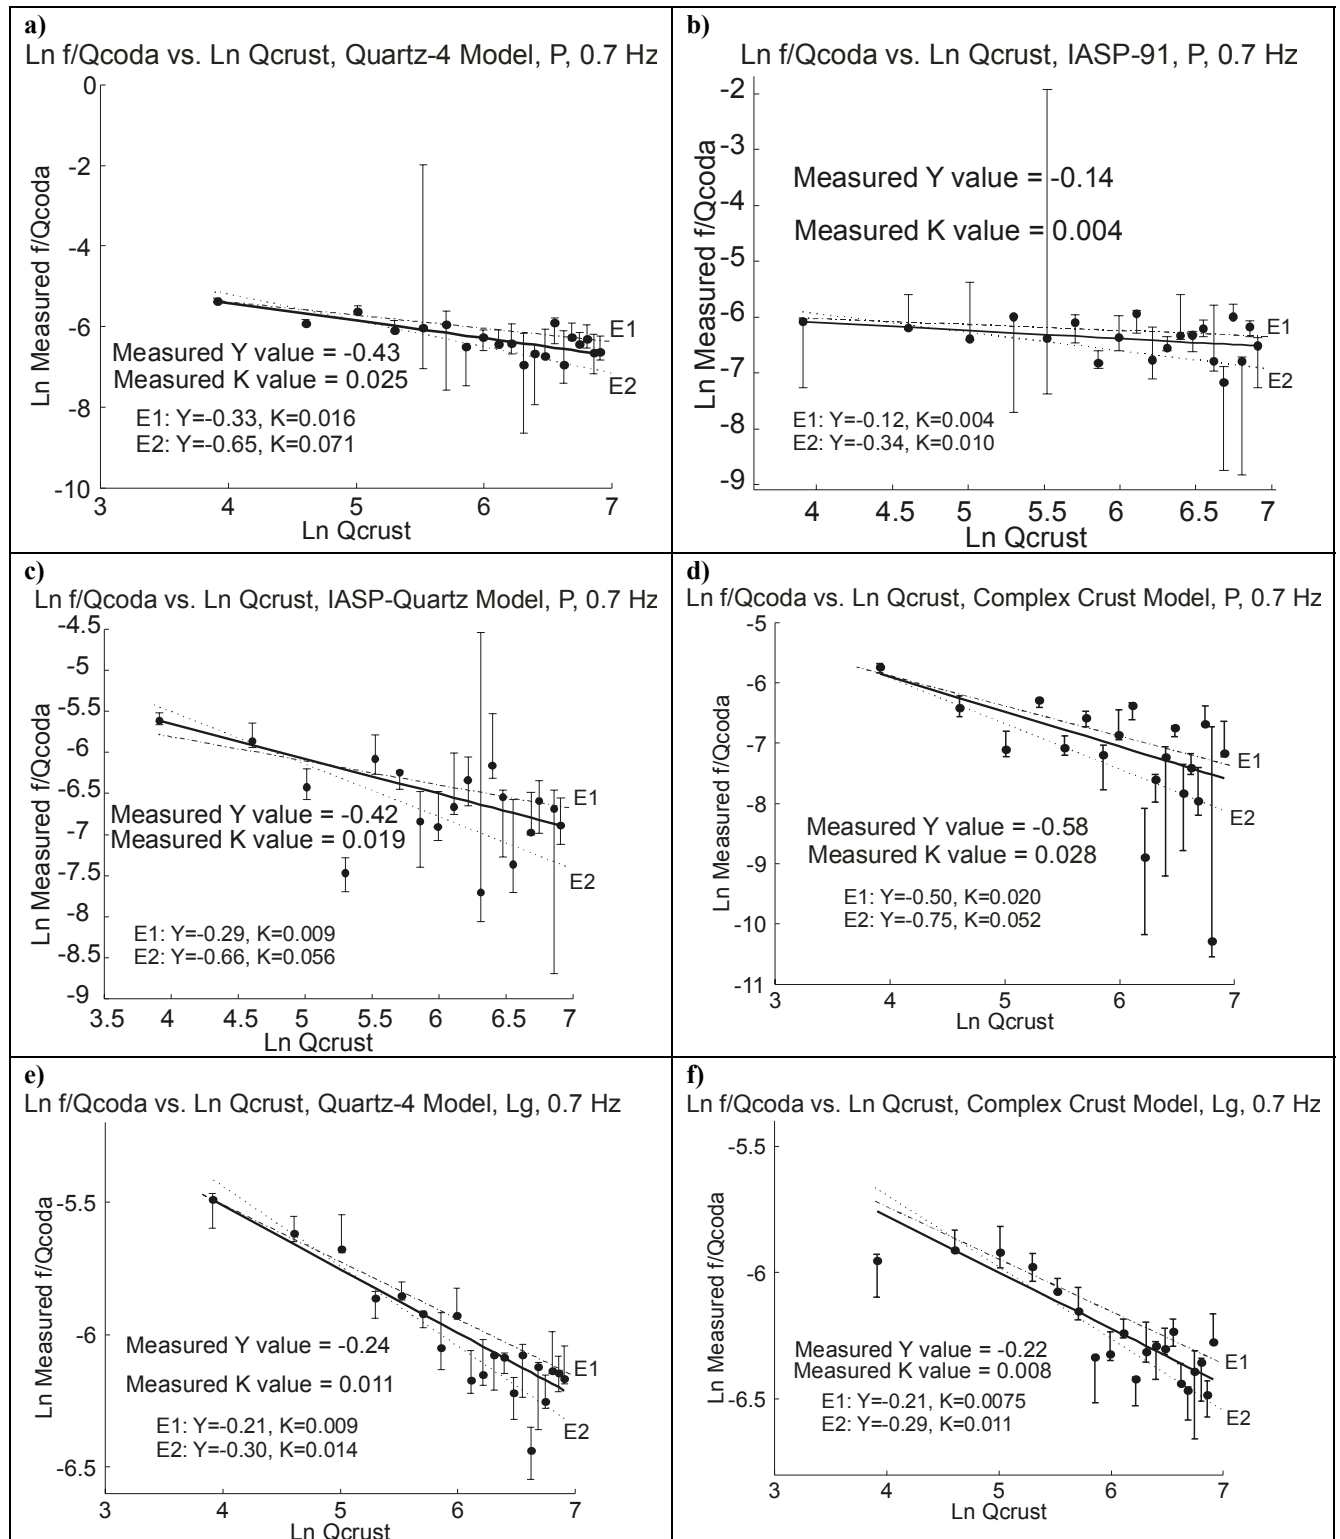 a)
Ln f/Qcoda vs. Ln Qcrust, Quartz-4 Model, P, 0.7 Hz
0
-2
-4
-6
-8
-10
Ln Measured f/Qcoda
E1
E2
Measured Y value = -0.43
Measured K value = 0.025
E1: Y=-0.33, K=0.016
E2: Y=-0.65, K=0.071
3 4 5 6 7
Ln Qcrust
b)
Ln f/Qcoda vs. Ln Qcrust, IASP-91, P, 0.7 Hz
-2
-3
-4
-5
-6
-7
-8
-9
Ln Measured f/Qcoda
Measured Y value = -0.14
Measured K value = 0.004
E1
E2
E1: Y=-0.12, K=0.004
E2: Y=-0.34, K=0.010
4 4.5 5 5.5 6 6.5 7
Ln Qcrust
c)
Ln f/Qcoda vs. Ln Qcrust, IASP-Quartz Model, P, 0.7 Hz
-4.5
-5
-5.5
-6
-6.5
-7
-7.5
-8
-8.5
-9
Ln Measured f/Qcoda
E1
Measured Y value = -0.42
Measured K value = 0.019
E2
E1: Y=-0.29, K=0.009
E2: Y=-0.66, K=0.056
3.5 4 4.5 5 5.5 6 6.5 7
Ln Qcrust
d)
Ln f/Qcoda vs. Ln Qcrust, Complex Crust Model, P, 0.7 Hz
-5
-6
-7
-8
-9
-10
-11
Ln Measured f/Qcoda
E1
E2
Measured Y value = -0.58
Measured K value = 0.028
E1: Y=-0.50, K=0.020
E2: Y=-0.75, K=0.052
3 4 5 6 7
Ln Qcrust
e)
Ln f/Qcoda vs. Ln Qcrust, Quartz-4 Model, Lg, 0.7 Hz
-5.5
-6
-6.5
Ln Measured f/Qcoda
Measured Y value = -0.24
E1
Measured K value = 0.011
E1: Y=-0.21, K=0.009
E2
E2: Y=-0.30, K=0.014
3 4 5 6 7
Ln Qcrust
f)
Ln f/Qcoda vs. Ln Qcrust, Complex Crust Model, Lg, 0.7 Hz
-5.5
-6
-6.5
Ln Measured f/Qcoda
Measured Y value = -0.22
E1
Measured K value = 0.008
E1: Y=-0.21, K=0.0075
E2
E2: Y=-0.29, K=0.011
3 4 5 6 7
Ln Qcrust